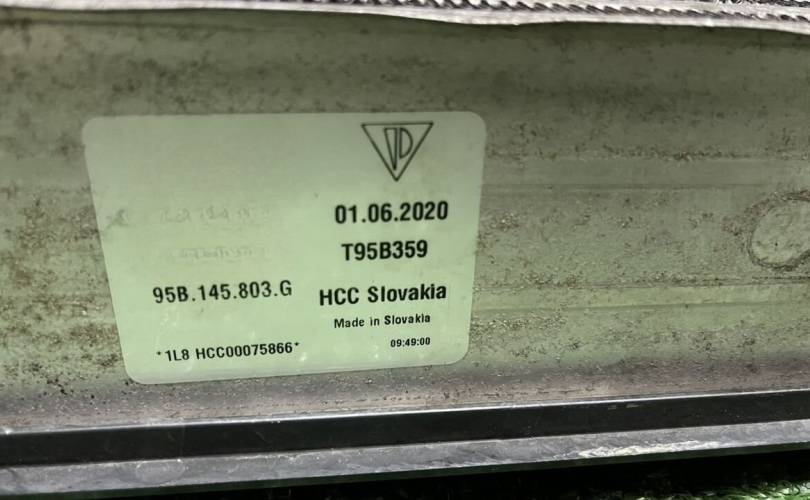 01.06.2020
T95B359
95B.145.803.G
HCC Slovakia
Made in Slovakia
*1L8 HCC00075866*
09:49:00